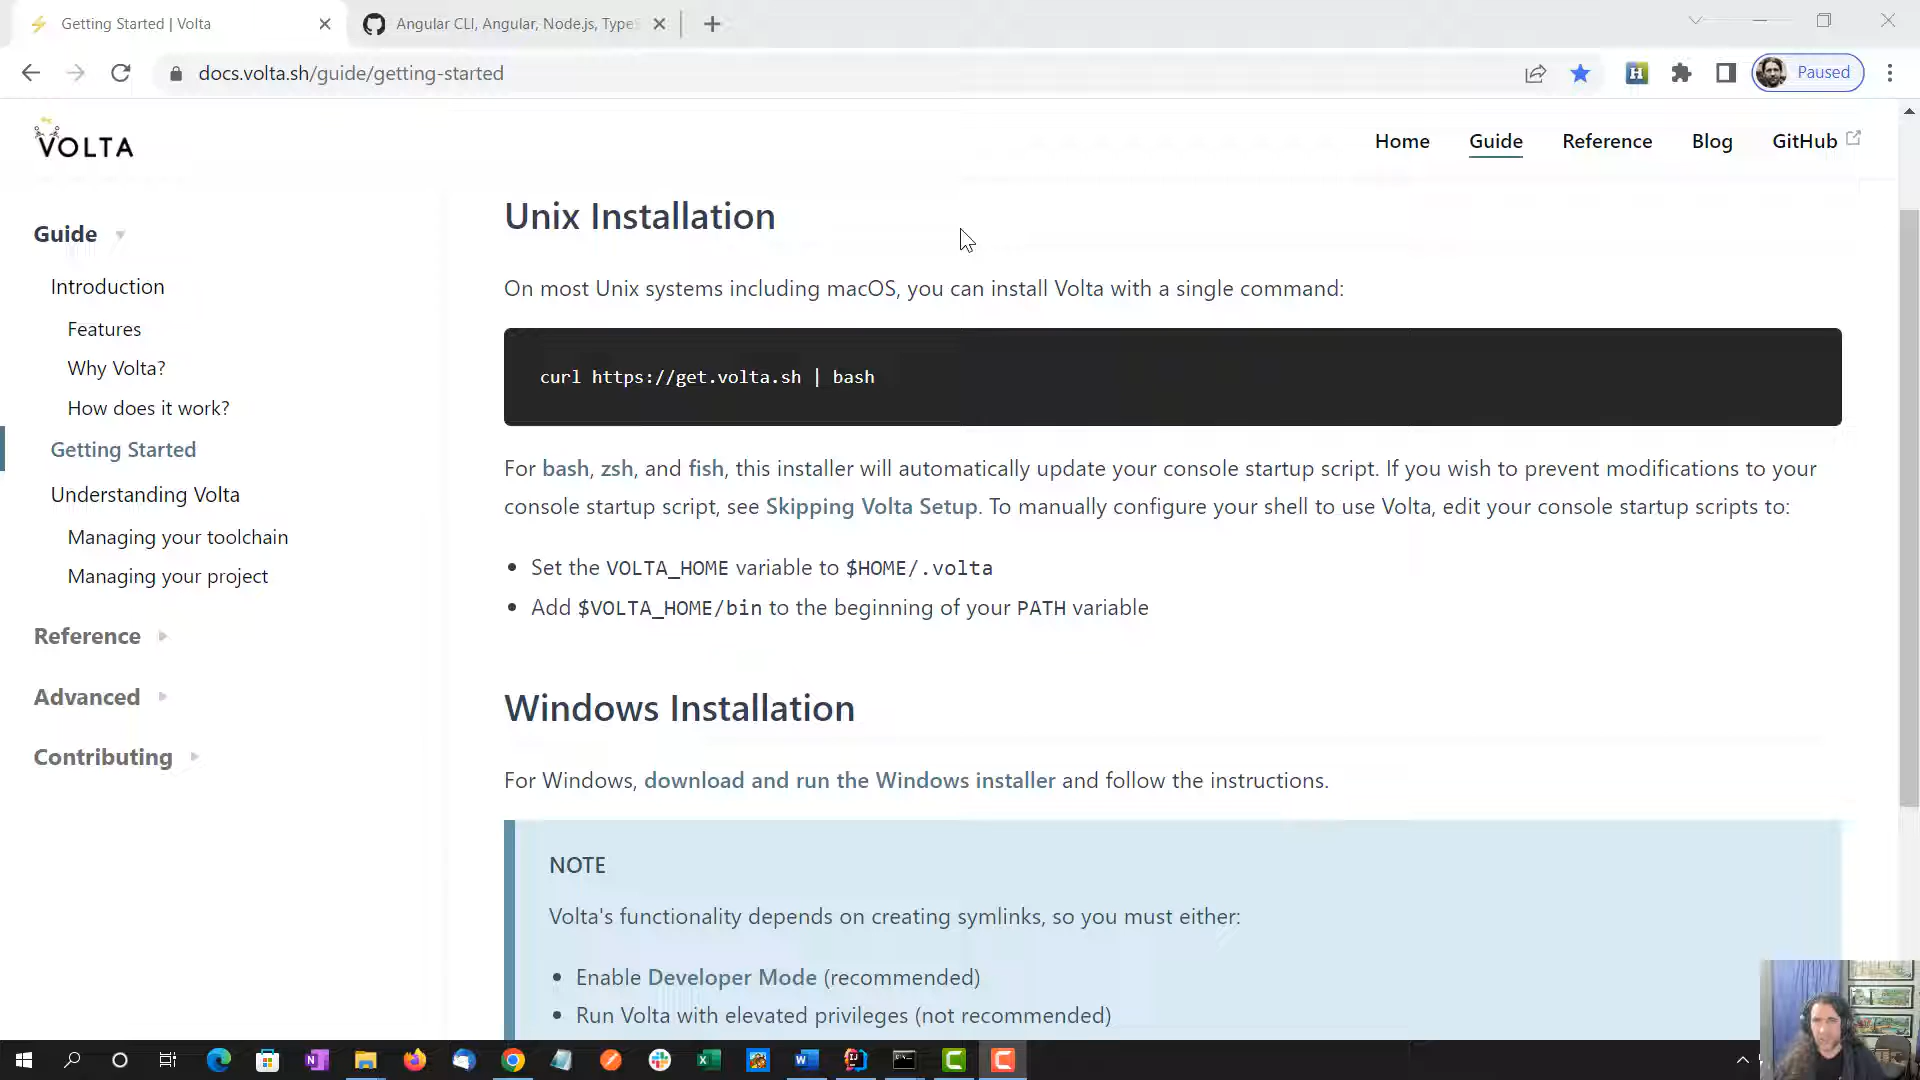 Getting Started | Volta
Angular CLI, Angular, Node.js, Type
docs.volta.sh/guide/getting-started
Paused
VOLTA
Home
Guide
Reference
Blog
GitHub
Guide
Introduction
Features
Why Volta?
How does it work?
Getting Started
Understanding Volta
Managing your toolchain
Managing your project
Reference
Advanced
Contributing
Unix Installation
On most Unix systems including macOS, you can install Volta with a single command:
curl https://get.volta.sh | bash
For bash, zsh, and fish, this installer will automatically update your console startup script. If you wish to prevent modifications to your
console startup script, see Skipping Volta Setup. To manually configure your shell to use Volta, edit your console startup scripts to:
• Set the VOLTA_HOME variable to $HOME/.volta
• Add $VOLTA_HOME/bin to the beginning of your PATH variable
Windows Installation
For Windows, download and run the Windows installer and follow the instructions.
NOTE
Volta's functionality depends on creating symlinks, so you must either:
• Enable Developer Mode (recommended)
• Run Volta with elevated privileges (not recommended)